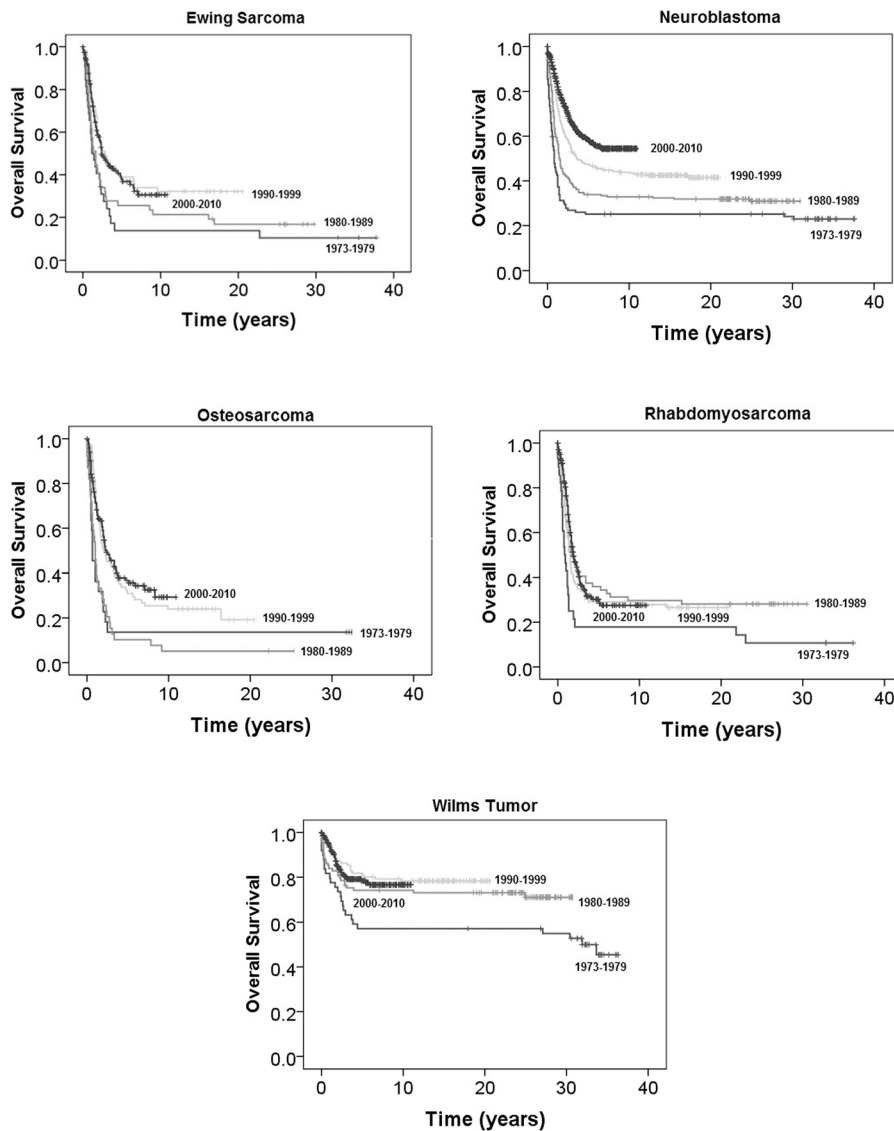 Ewing Sarcoma
Overall Survival
1.0
0.8
0.6
0.4
0.2
0.0
1990-1999
2000-2010
1980-1989
1973-1979
0 10 20 30 40
Time (years)
Neuroblastoma
Overall Survival
1.0
0.8
0.6
0.4
0.2
0.0
2000-2010
1990-1999
1980-1989
1973-1979
0 10 20 30 40
Time (years)
Osteosarcoma
Overall Survival
1.0
0.8
0.6
0.4
0.2
0.0
2000-2010
1990-1999
1973-1979
1980-1989
0 10 20 30 40
Time (years)
Rhabdomyosarcoma
Overall Survival
1.0
0.8
0.6
0.4
0.2
0.0
1980-1989
2000-2010 1990-1999
1973-1979
0 10 20 30 40
Time (years)
Wilms Tumor
Overall Survival
1.0
0.8
0.6
0.4
0.2
0.0
1990-1999
2000-2010
1980-1989
1973-1979
0 10 20 30 40
Time (years)